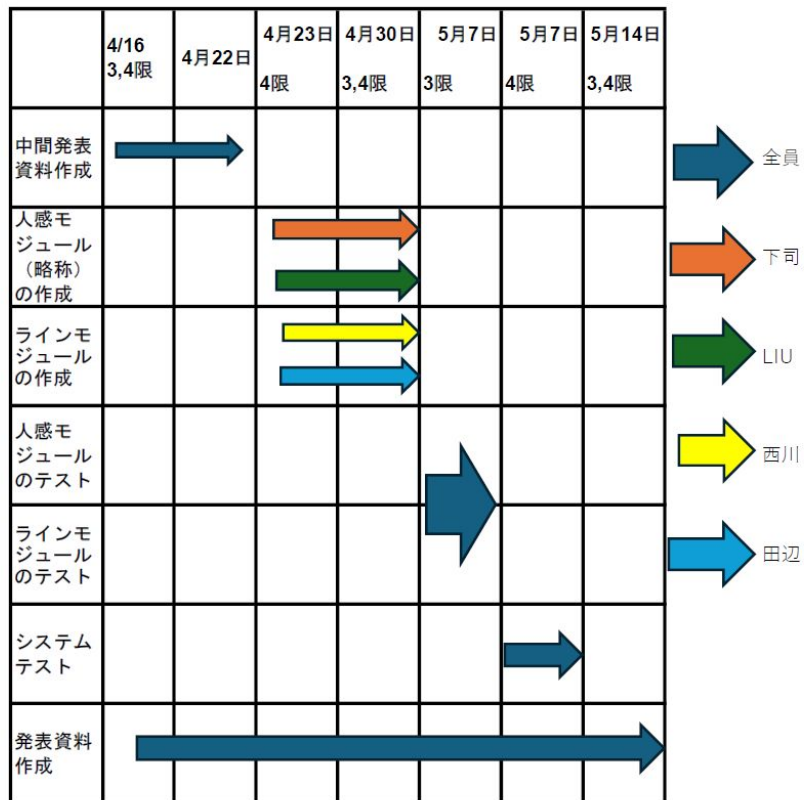 4/16
3,4限
4月22日
4月23日
4限
4月30日
3,4限
5月7日
3限
5月7日
4限
5月14日
3,4限
中間発表
資料作成
人感モ
ジュール
（略称）
の作成
ラインモ
ジュール
の作成
人感モ
ジュール
のテスト
ラインモ
ジュール
のテスト
システム
テスト
発表資料
作成
全員
下司
LIU
西川
田辺